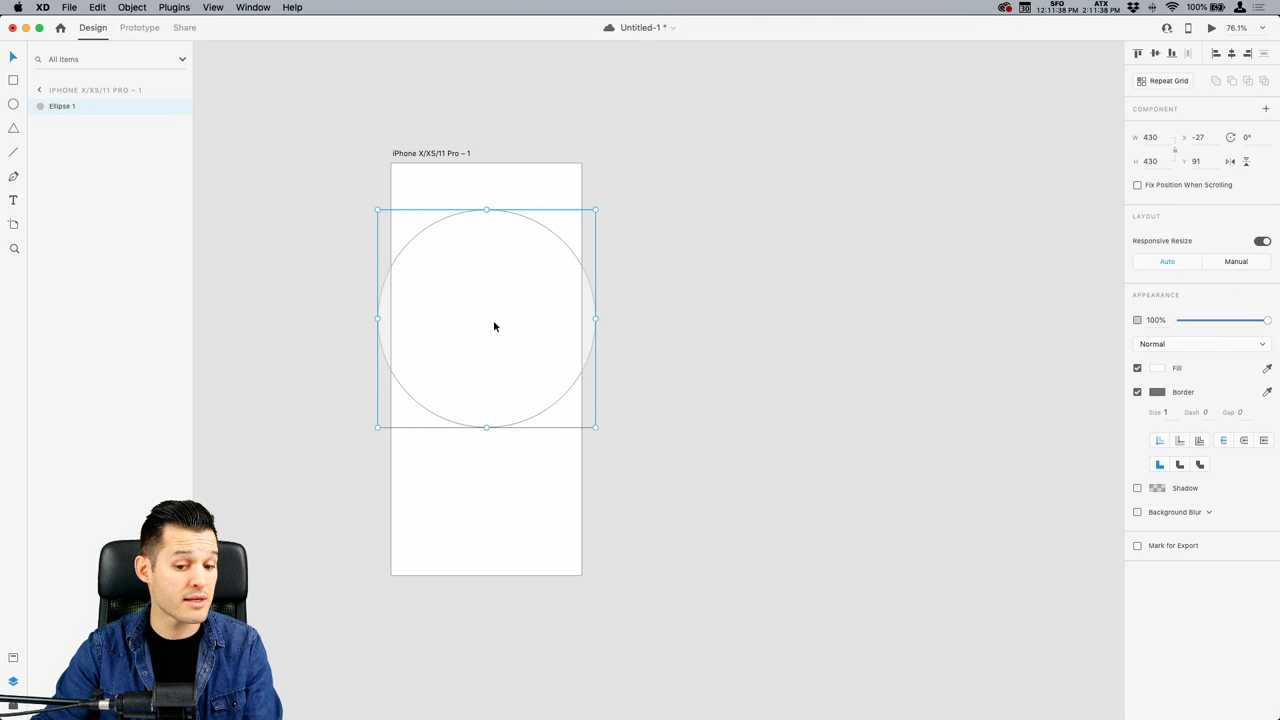 XD File Edit Object Plugins View Window Help
SFO
12:11:38 PM
ATX
2:11:38 PM
100%
Design Prototype Share
Untitled-1 *
76.1%
All Items
IPHONE X/XS/11 PRO – 1
Ellipse 1
iPhone X/XS/11 Pro – 1
Repeat Grid
COMPONENT
W 430 X -27 0°
H 430 Y 91
Fix Position When Scrolling
LAYOUT
Responsive Resize
Auto Manual
APPEARANCE
100%
Normal
Fill
Border
Size 1 Dash 0 Gap 0
Shadow
Background Blur
Mark for Export